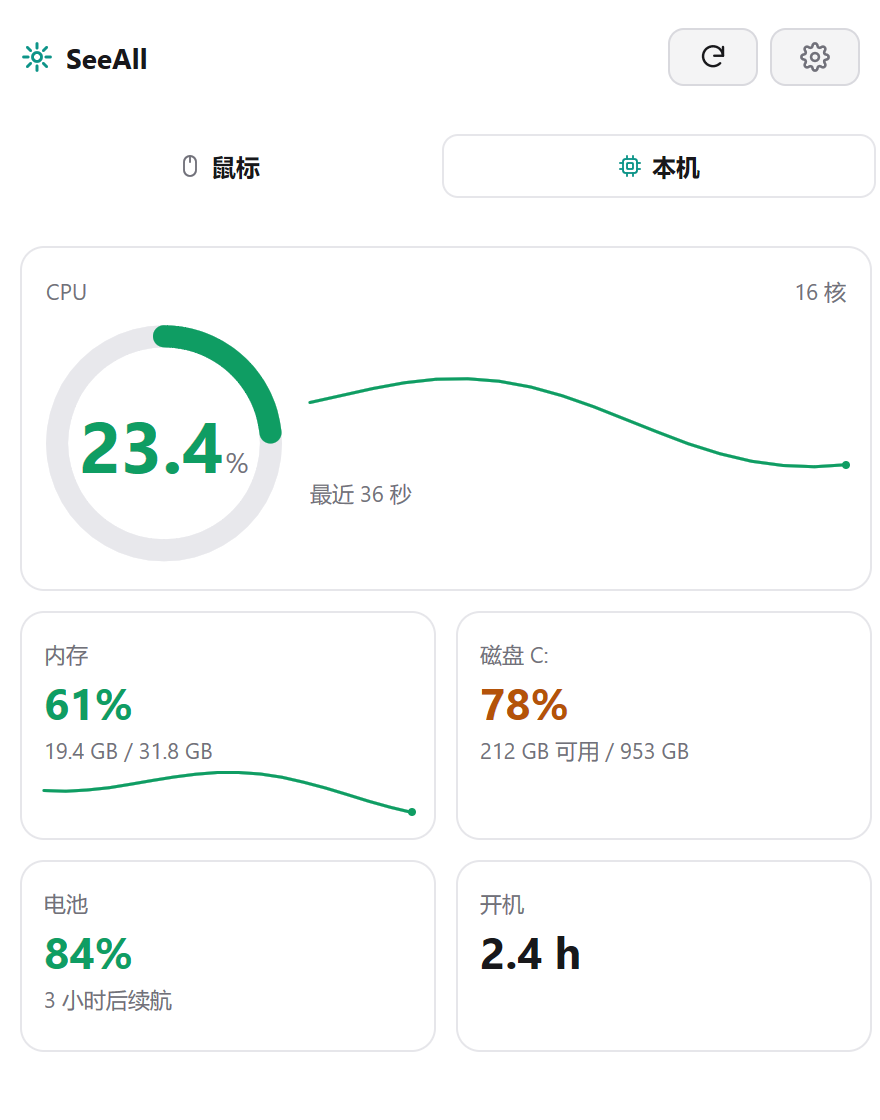 SeeAll
鼠标
本机
CPU
16 核
23.4%
最近 36 秒
内存
61%
19.4 GB / 31.8 GB
磁盘 C:
78%
212 GB 可用 / 953 GB
电池
84%
3 小时后续航
开机
2.4 h